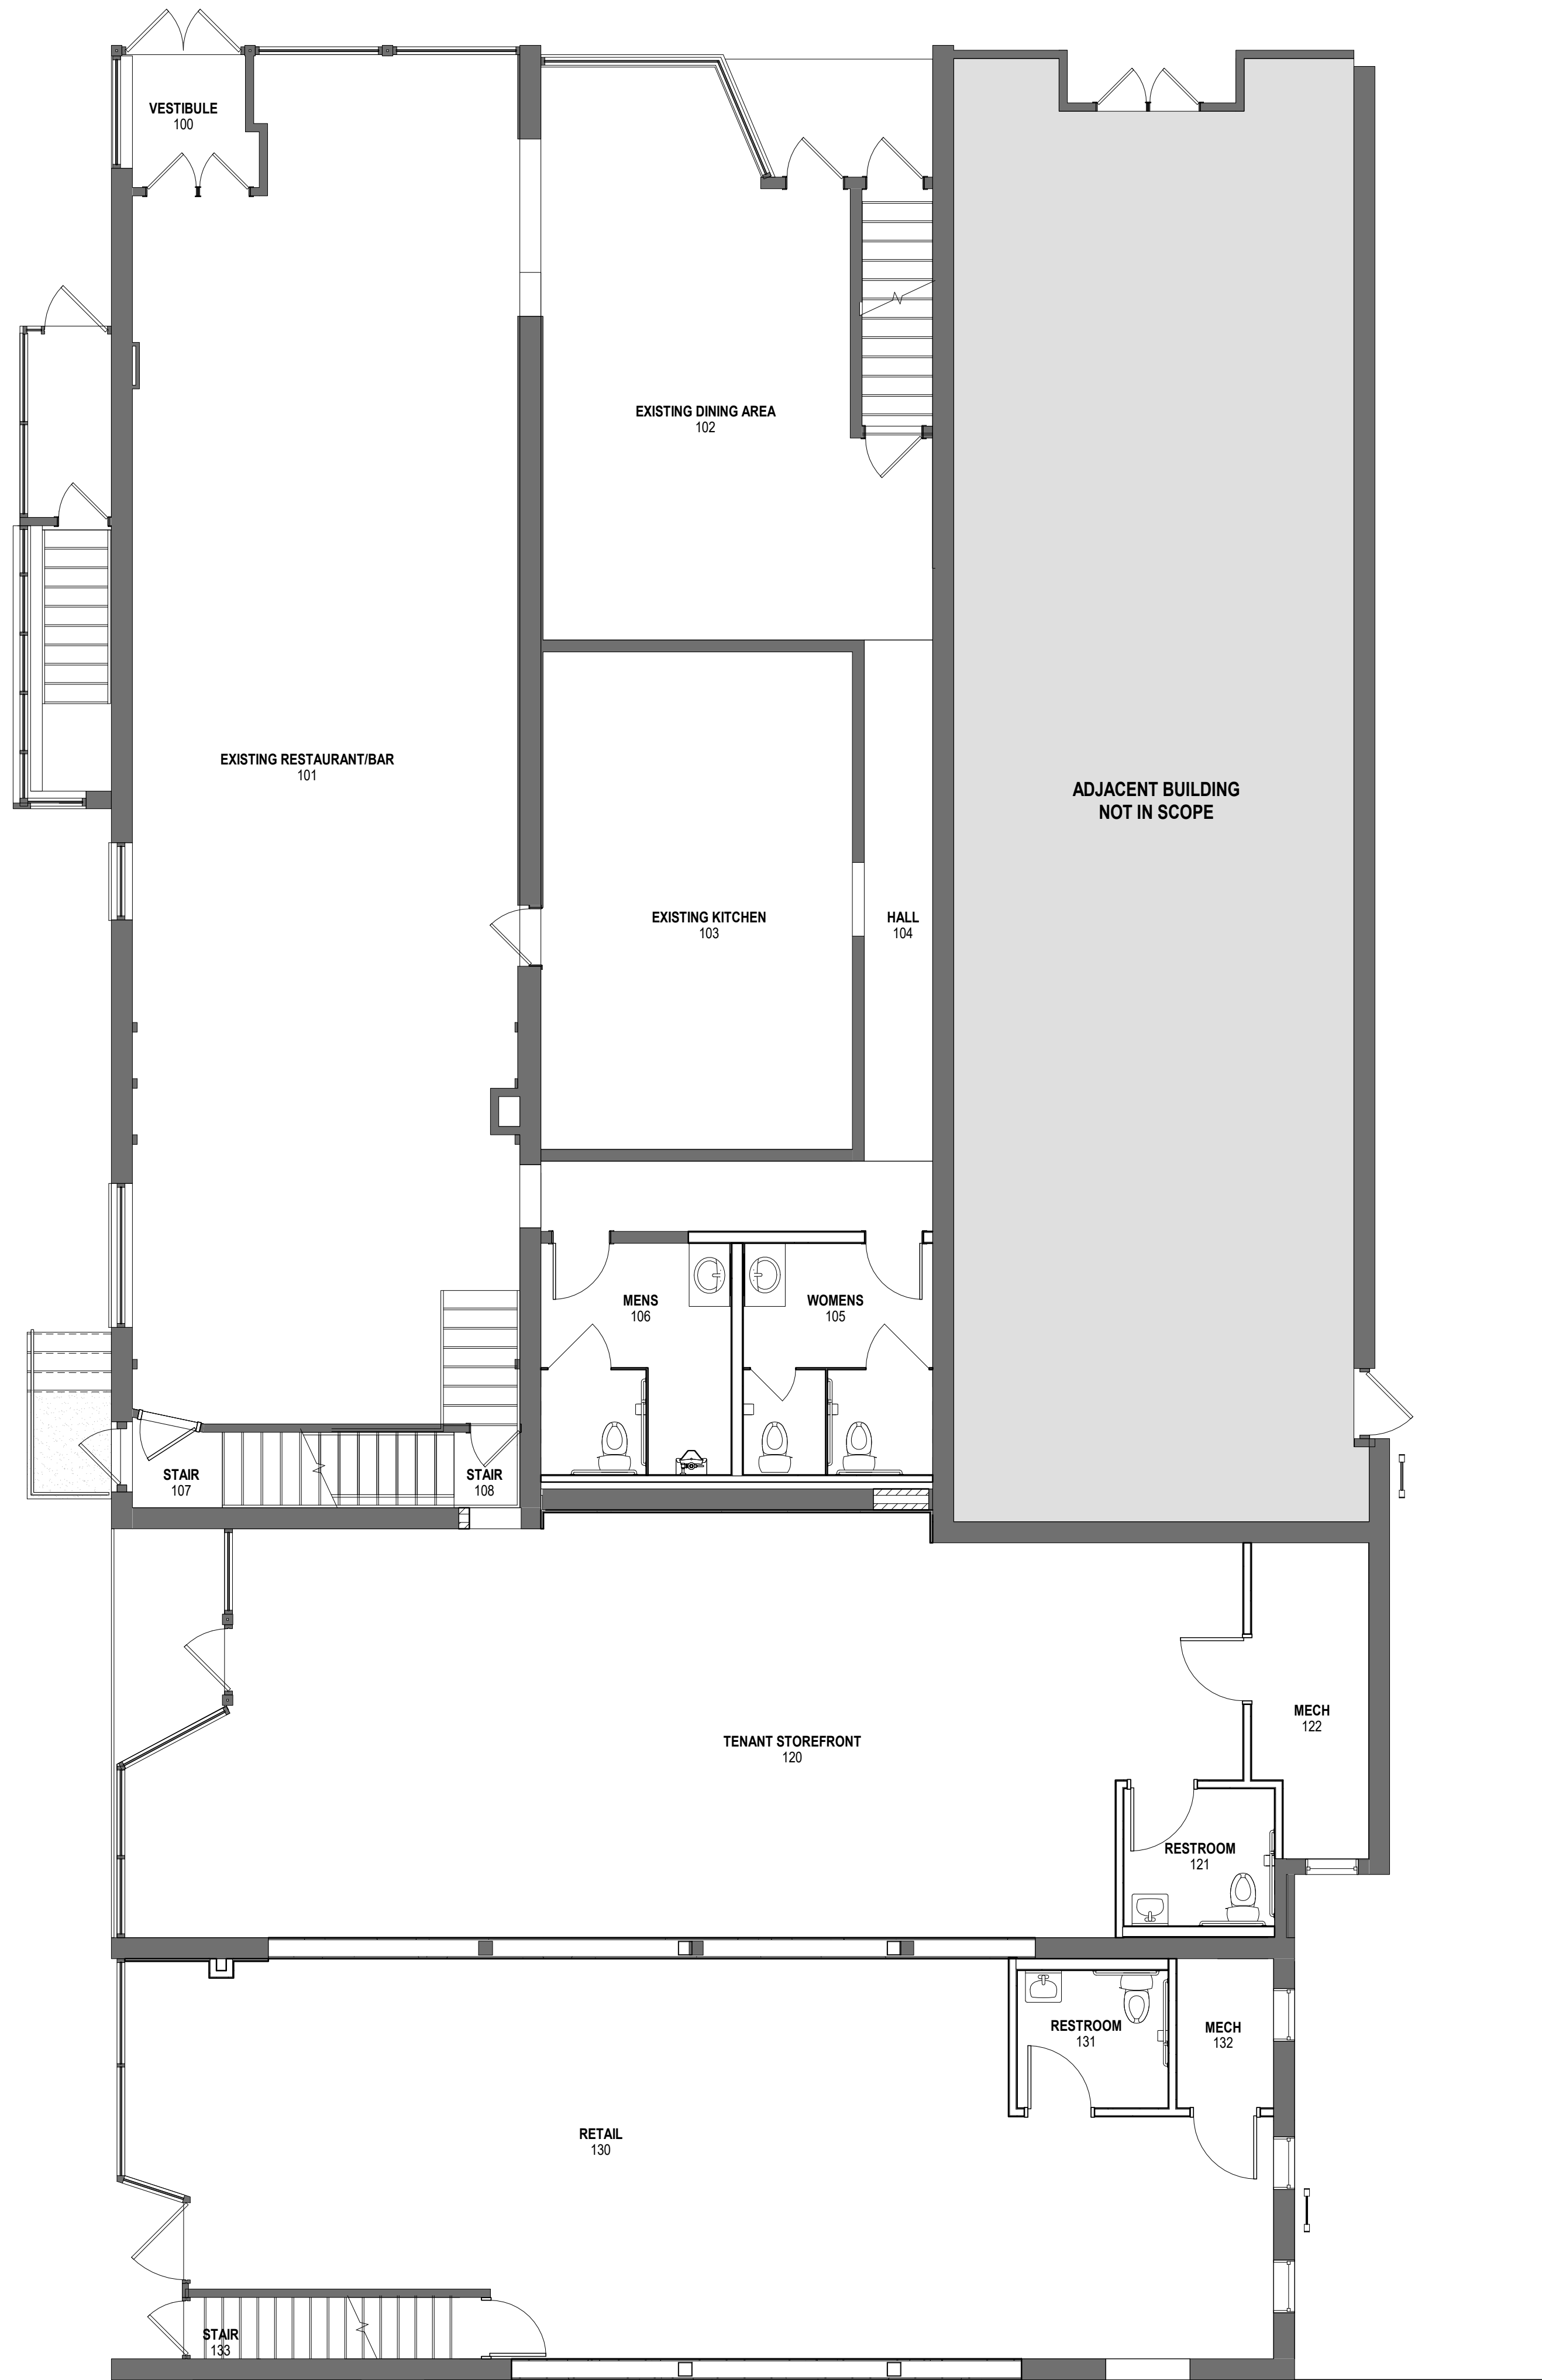 VESTIBULE
100
EXISTING DINING AREA
102
EXISTING RESTAURANT/BAR
101
ADJACENT BUILDING
NOT IN SCOPE
EXISTING KITCHEN
103
HALL
104
MENS
106
WOMENS
105
STAIR
107
STAIR
108
MECH
122
TENANT STOREFRONT
120
RESTROOM
121
RESTROOM
131
MECH
132
RETAIL
130
STAIR
133